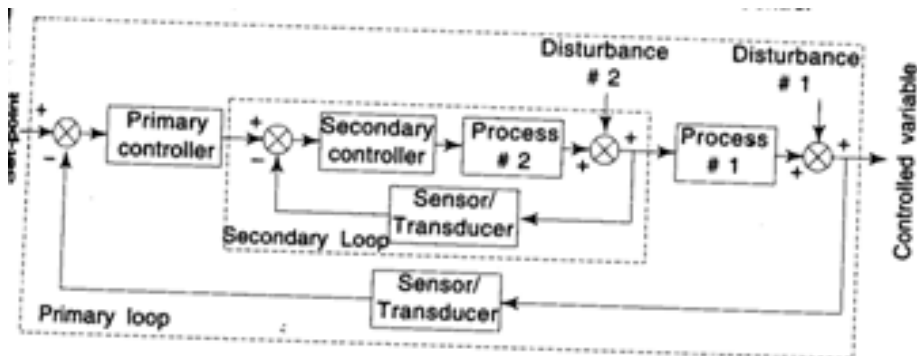 Disturbance
# 2
Disturbance
# 1
Primary
controller
Secondary
controller
Process
# 2
Process
# 1
Controlled variable
Sensor/
Transducer
Secondary Loop
Sensor/
Transducer
Primary loop
+
−
+
−
+
+
+
+